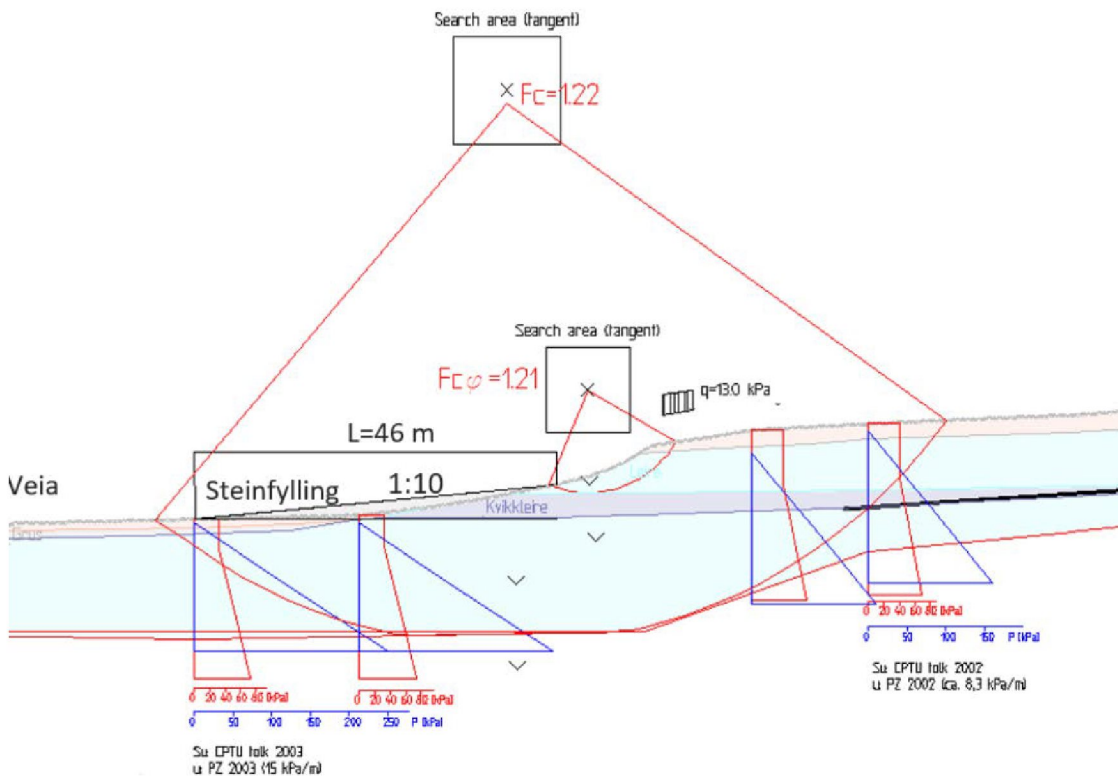 Search area (tangent)
Fc=1.22
Search area (tangent)
Fcφ=1.21
q=13.0 kPa
L=46 m
Veia
Steinfylling
1:10
Kvikkleire
Grus
0 20 40 60 80 (kPa)
0 50 100 150 P (kPa)
Su CPTU tolk 2002
u PZ 2002 (ca. 8,3 kPa/m)
0 20 40 60 80 (kPa)
0 20 40 60 80 (kPa)
0 50 100 150 200 250 P (kPa)
Su CPTU tolk 2003
u PZ 2003 (15 kPa/m)